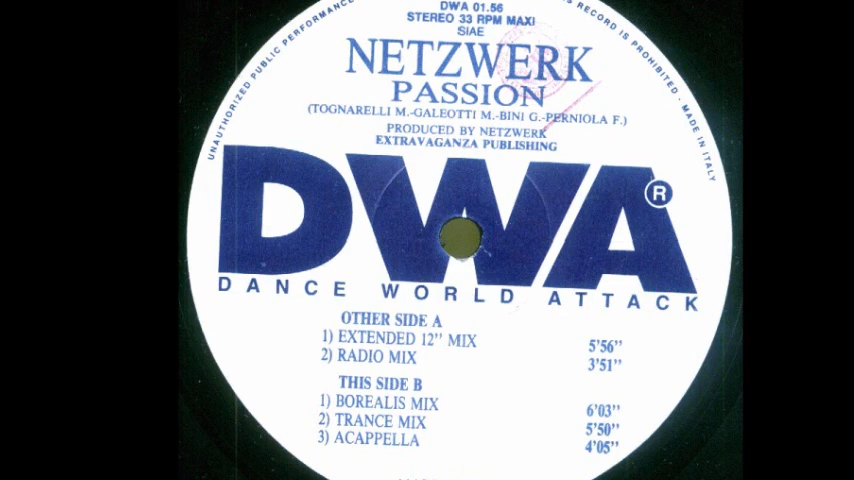 DWA 01.56
STEREO 33 RPM MAXI
SIAE
NETZWERK
PASSION
(TOGNARELLI M.-GALEOTTI M.-BINI G.-PERNIOLA F.)
PRODUCED BY NETZWERK
EXTRAVAGANZA PUBLISHING
UNAUTHORIZED PUBLIC PERFORMANCE
RECORD IS PROHIBITED - MADE IN ITALY
DWA®
DANCE WORLD ATTACK
OTHER SIDE A
1) EXTENDED 12" MIX 5'56"
2) RADIO MIX 3'51"
THIS SIDE B
1) BOREALIS MIX 6'03"
2) TRANCE MIX 5'50"
3) ACAPPELLA 4'05"